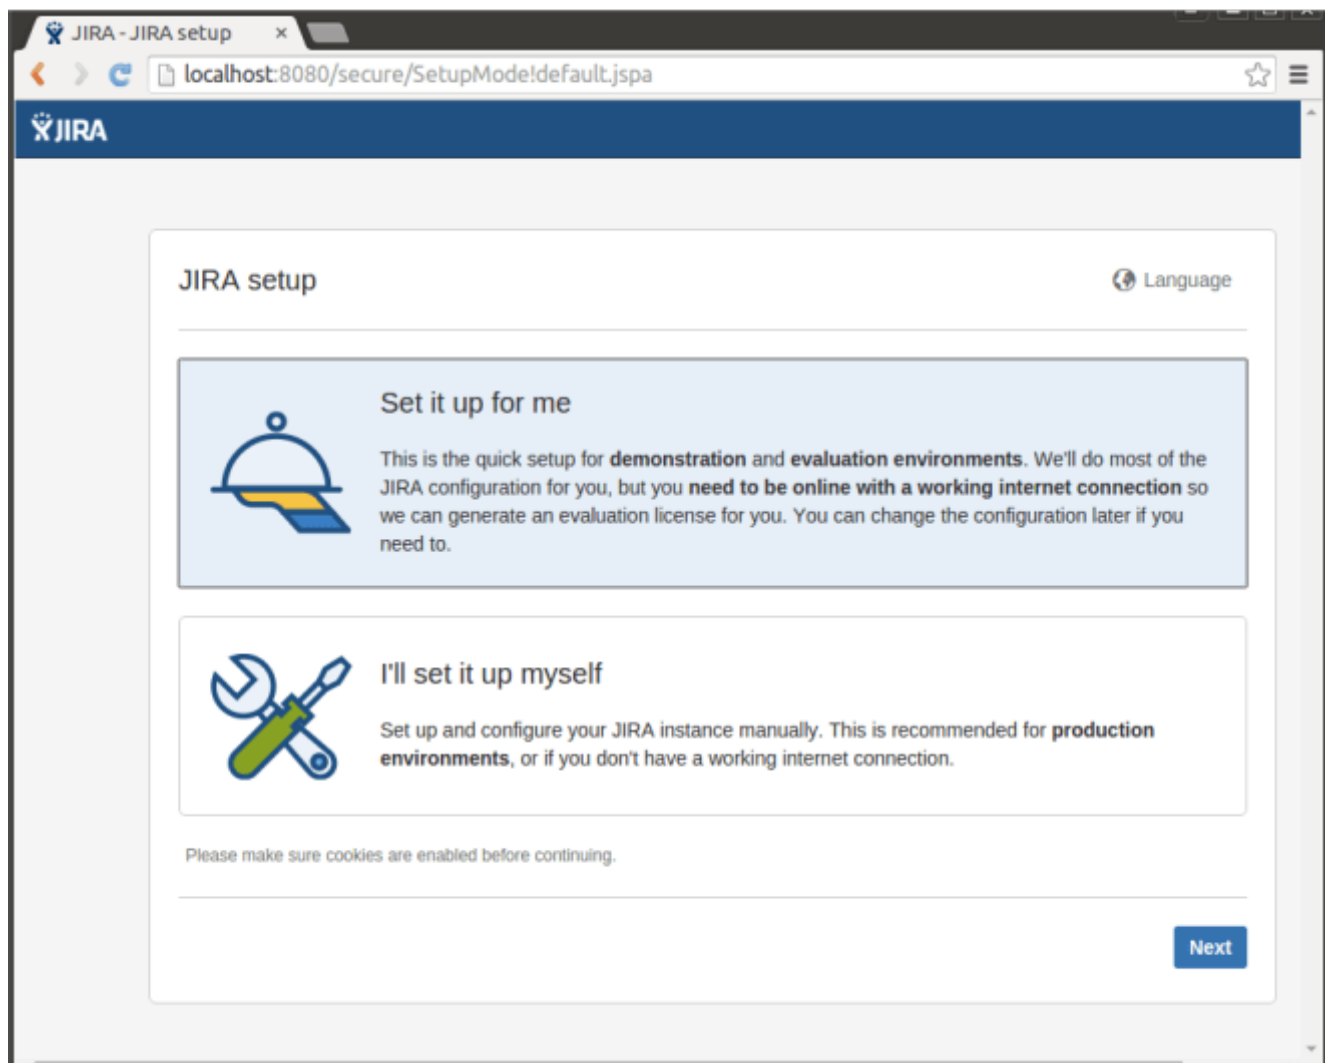 JIRA - JIRA setup
localhost:8080/secure/SetupMode!default.jspa
JIRA
JIRA setup
Language
Set it up for me
This is the quick setup for demonstration and evaluation environments. We'll do most of the
JIRA configuration for you, but you need to be online with a working internet connection so
we can generate an evaluation license for you. You can change the configuration later if you
need to.
I'll set it up myself
Set up and configure your JIRA instance manually. This is recommended for production
environments, or if you don't have a working internet connection.
Please make sure cookies are enabled before continuing.
Next